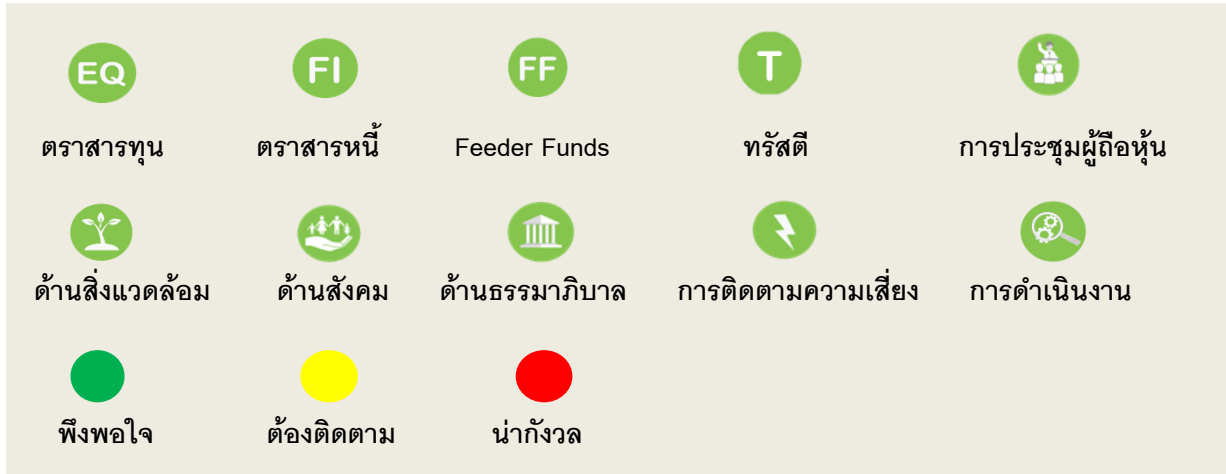 EQ FI FF T
ตราสารทุน ตราสารหนี้ Feeder Funds ทรัสตี การประชุมผู้ถือหุ้น
ด้านสิ่งแวดล้อม ด้านสังคม ด้านธรรมาภิบาล การติดตามความเสี่ยง การดำเนินงาน
พึงพอใจ ต้องติดตาม น่ากังวล